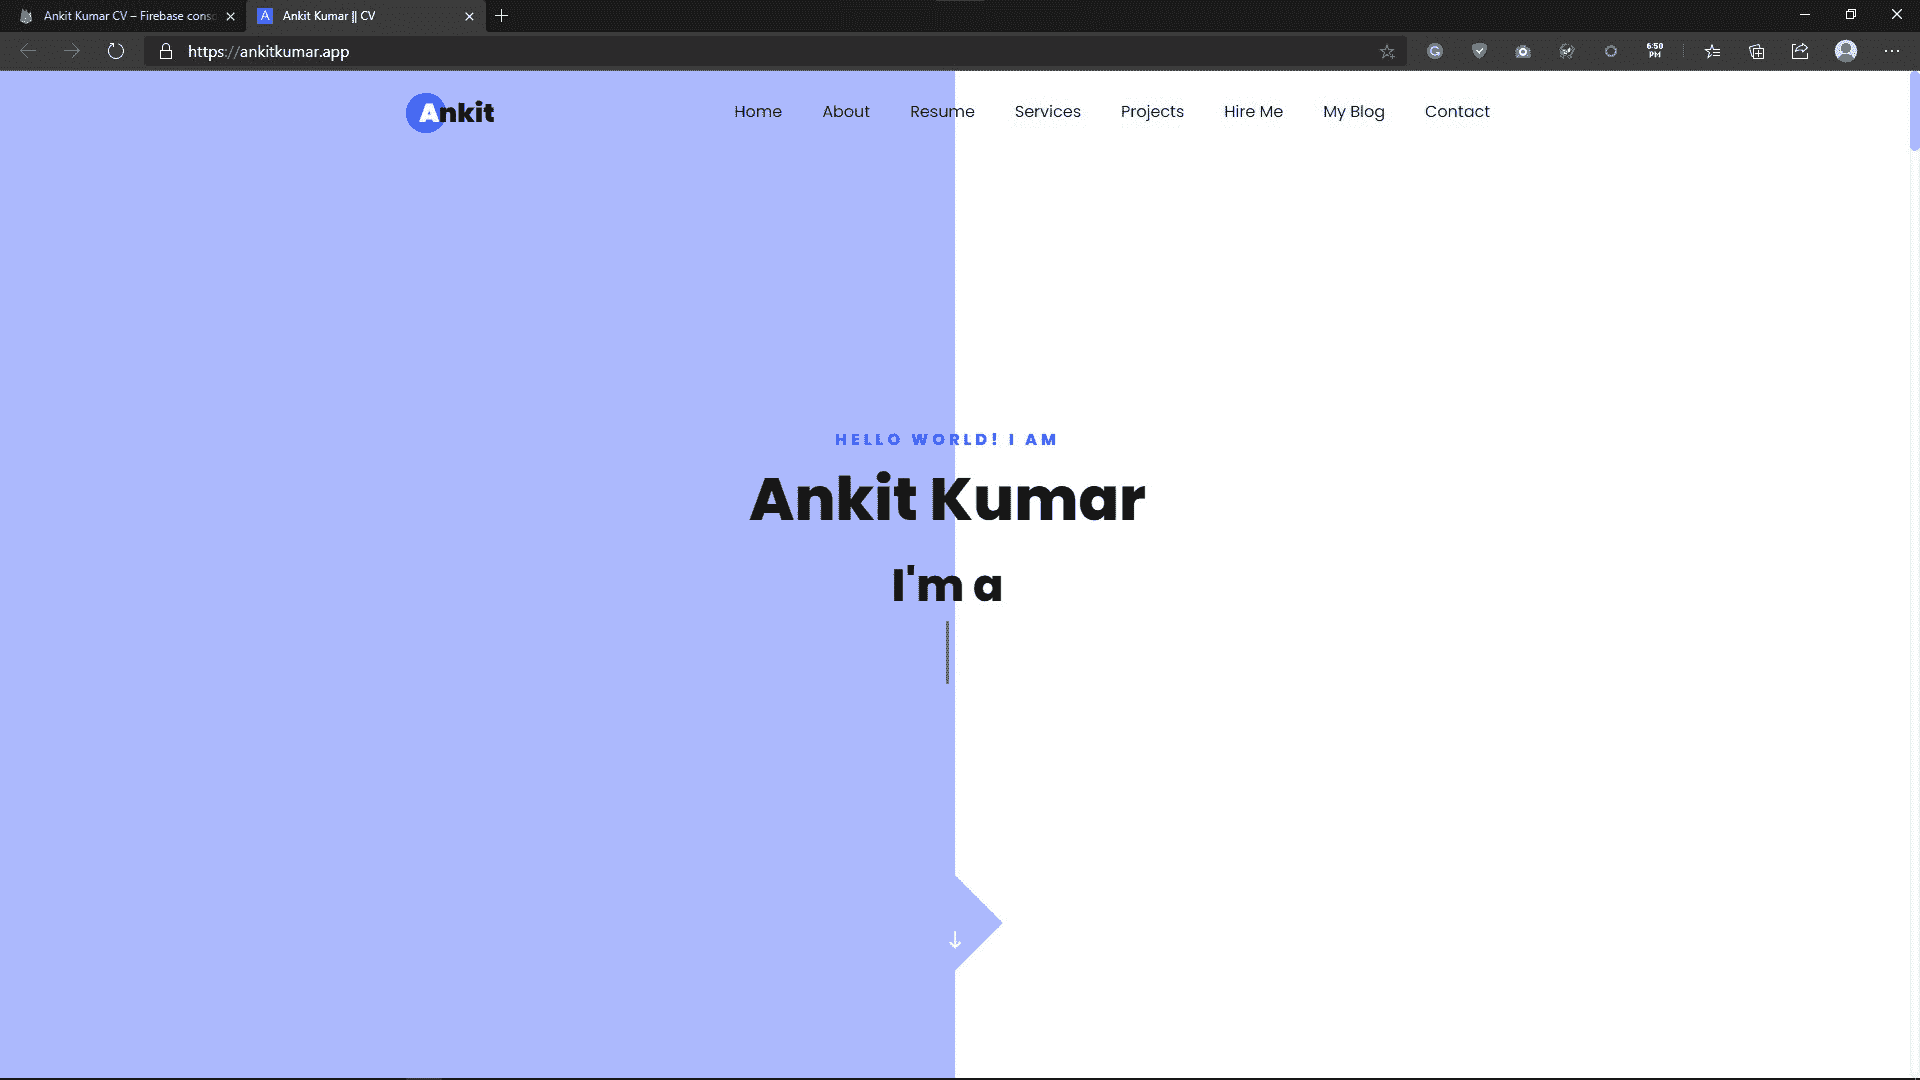 Ankit Kumar CV – Firebase conso
Ankit Kumar || CV
https://ankitkumar.app
6:50
PM
Ankit
Home About Resume Services Projects Hire Me My Blog Contact
HELLO WORLD! I AM
Ankit Kumar
I'm a